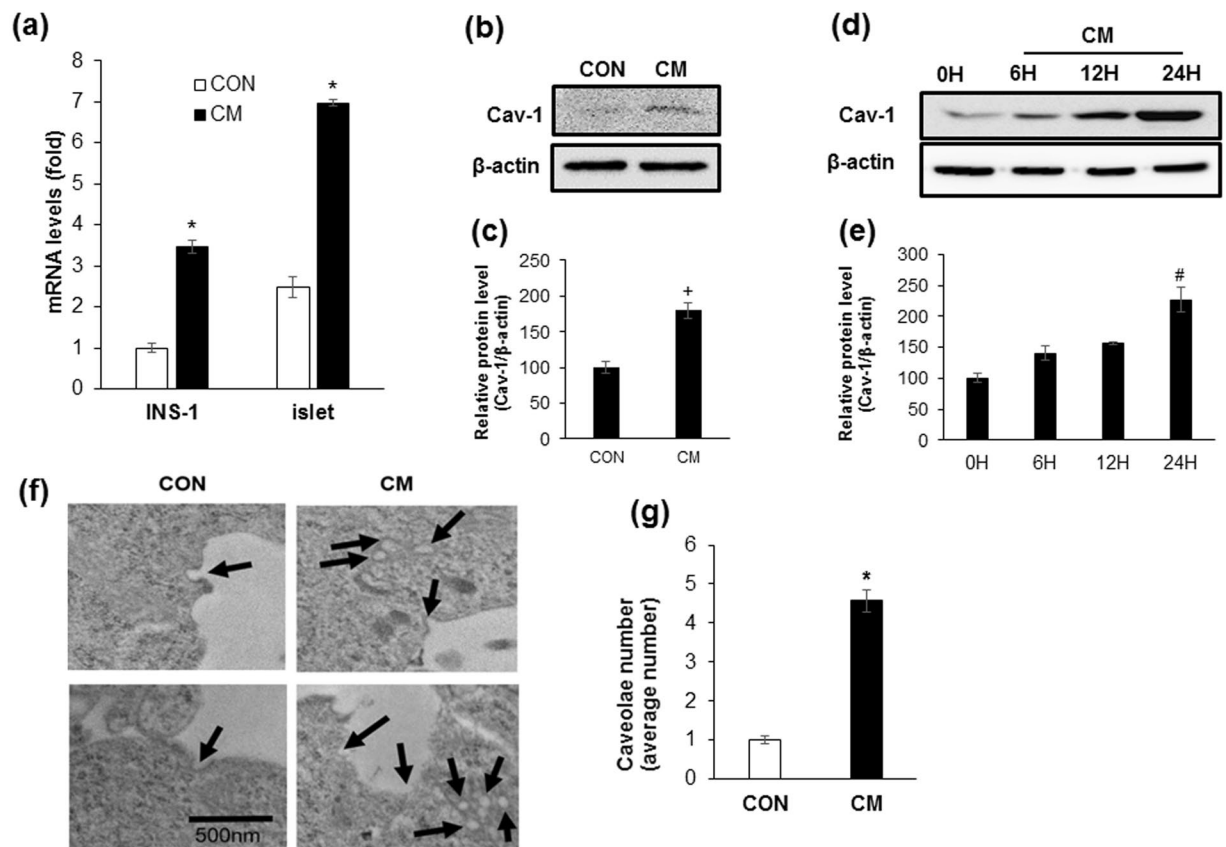 (a)
mRNA levels (fold)
8
7
6
5
4
3
2
1
0
CON
CM
*
*
INS-1
islet
(b)
CON CM
Cav-1
β-actin
(c)
Relative protein level
(Cav-1/β-actin)
250
200
150
100
50
0
+
CON
CM
(d)
CM
0H 6H 12H 24H
Cav-1
β-actin
(e)
Relative protein level
(Cav-1/β-actin)
300
250
200
150
100
50
0
#
0H 6H 12H 24H
(f)
CON
CM
500nm
(g)
Caveolae number
(average number)
6
5
4
3
2
1
0
*
CON
CM